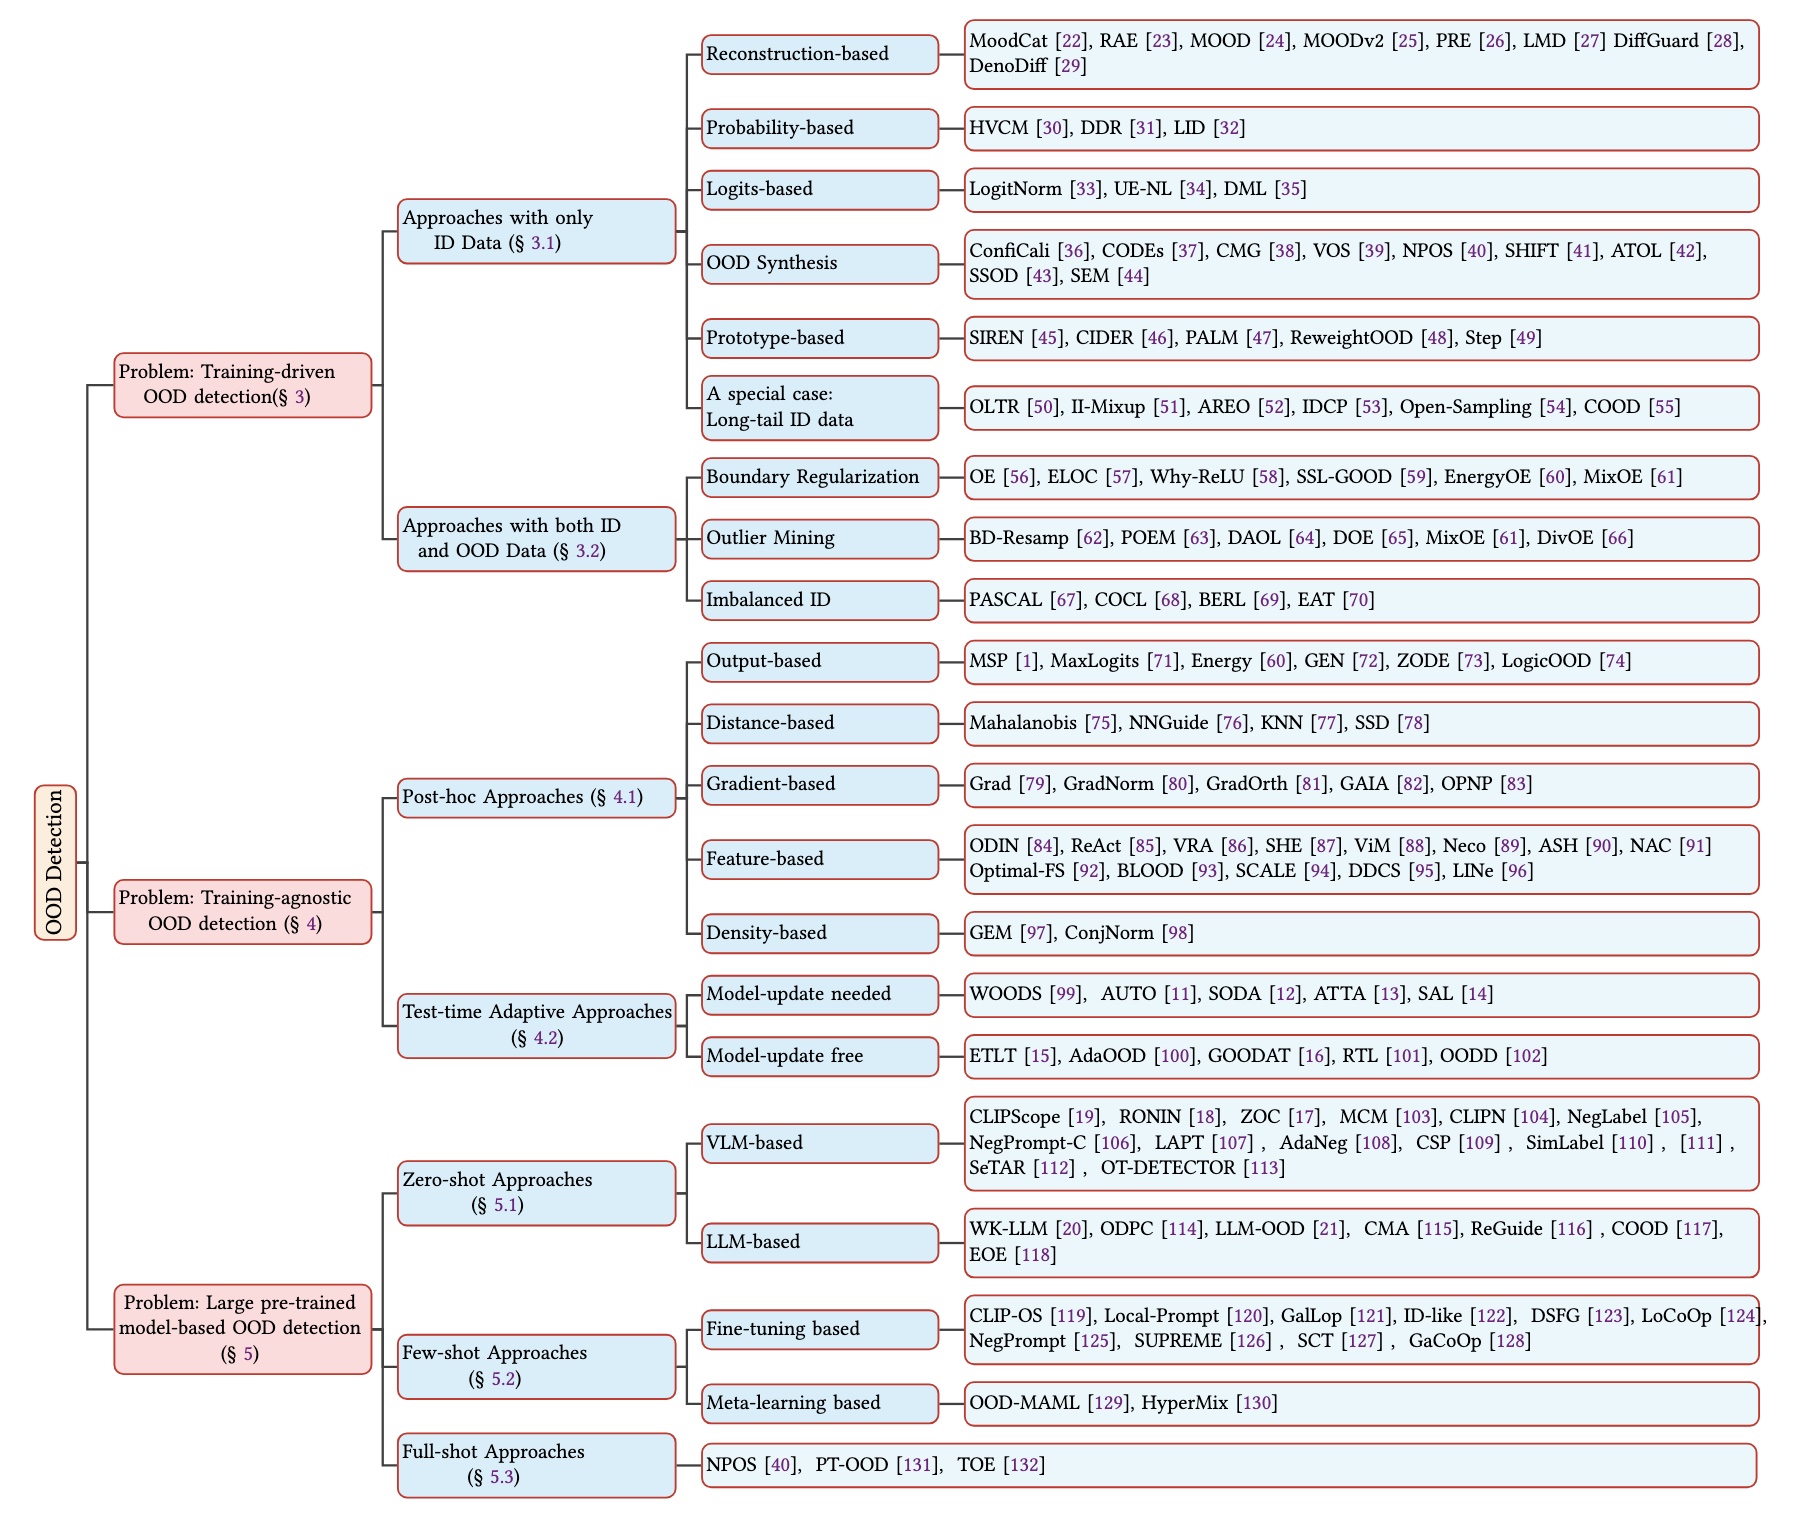 OOD Detection
Problem: Training-driven
OOD detection(§ 3)
Approaches with only
ID Data (§ 3.1)
Reconstruction-based
MoodCat [22], RAE [23], MOOD [24], MOODv2 [25], PRE [26], LMD [27] DiffGuard [28],
DenoDiff [29]
Probability-based
HVCM [30], DDR [31], LID [32]
Logits-based
LogitNorm [33], UE-NL [34], DML [35]
OOD Synthesis
ConfiCali [36], CODEs [37], CMG [38], VOS [39], NPOS [40], SHIFT [41], ATOL [42],
SSOD [43], SEM [44]
Prototype-based
SIREN [45], CIDER [46], PALM [47], ReweightOOD [48], Step [49]
A special case:
Long-tail ID data
OLTR [50], II-Mixup [51], AREO [52], IDCP [53], Open-Sampling [54], COOD [55]
Approaches with both ID
and OOD Data (§ 3.2)
Boundary Regularization
OE [56], ELOC [57], Why-ReLU [58], SSL-GOOD [59], EnergyOE [60], MixOE [61]
Outlier Mining
BD-Resamp [62], POEM [63], DAOL [64], DOE [65], MixOE [61], DivOE [66]
Imbalanced ID
PASCAL [67], COCL [68], BERL [69], EAT [70]
Problem: Training-agnostic
OOD detection (§ 4)
Post-hoc Approaches (§ 4.1)
Output-based
MSP [1], MaxLogits [71], Energy [60], GEN [72], ZODE [73], LogicOOD [74]
Distance-based
Mahalanobis [75], NNGuide [76], KNN [77], SSD [78]
Gradient-based
Grad [79], GradNorm [80], GradOrth [81], GAIA [82], OPNP [83]
Feature-based
ODIN [84], ReAct [85], VRA [86], SHE [87], ViM [88], Neco [89], ASH [90], NAC [91]
Optimal-FS [92], BLOOD [93], SCALE [94], DDCS [95], LINe [96]
Density-based
GEM [97], ConjNorm [98]
Test-time Adaptive Approaches
(§ 4.2)
Model-update needed
WOODS [99], AUTO [11], SODA [12], ATTA [13], SAL [14]
Model-update free
ETLT [15], AdaOOD [100], GOODAT [16], RTL [101], OODD [102]
Problem: Large pre-trained
model-based OOD detection
(§ 5)
Zero-shot Approaches
(§ 5.1)
VLM-based
CLIPScope [19], RONIN [18], ZOC [17], MCM [103], CLIPN [104], NegLabel [105],
NegPrompt-C [106], LAPT [107] , AdaNeg [108], CSP [109] , SimLabel [110] , [111] ,
SeTAR [112] , OT-DETECTOR [113]
LLM-based
WK-LLM [20], ODPC [114], LLM-OOD [21], CMA [115], ReGuide [116] , COOD [117],
EOE [118]
Few-shot Approaches
(§ 5.2)
Fine-tuning based
CLIP-OS [119], Local-Prompt [120], GalLop [121], ID-like [122], DSFG [123], LoCoOp [124],
NegPrompt [125], SUPREME [126] , SCT [127] , GaCoOp [128]
Meta-learning based
OOD-MAML [129], HyperMix [130]
Full-shot Approaches
(§ 5.3)
NPOS [40], PT-OOD [131], TOE [132]